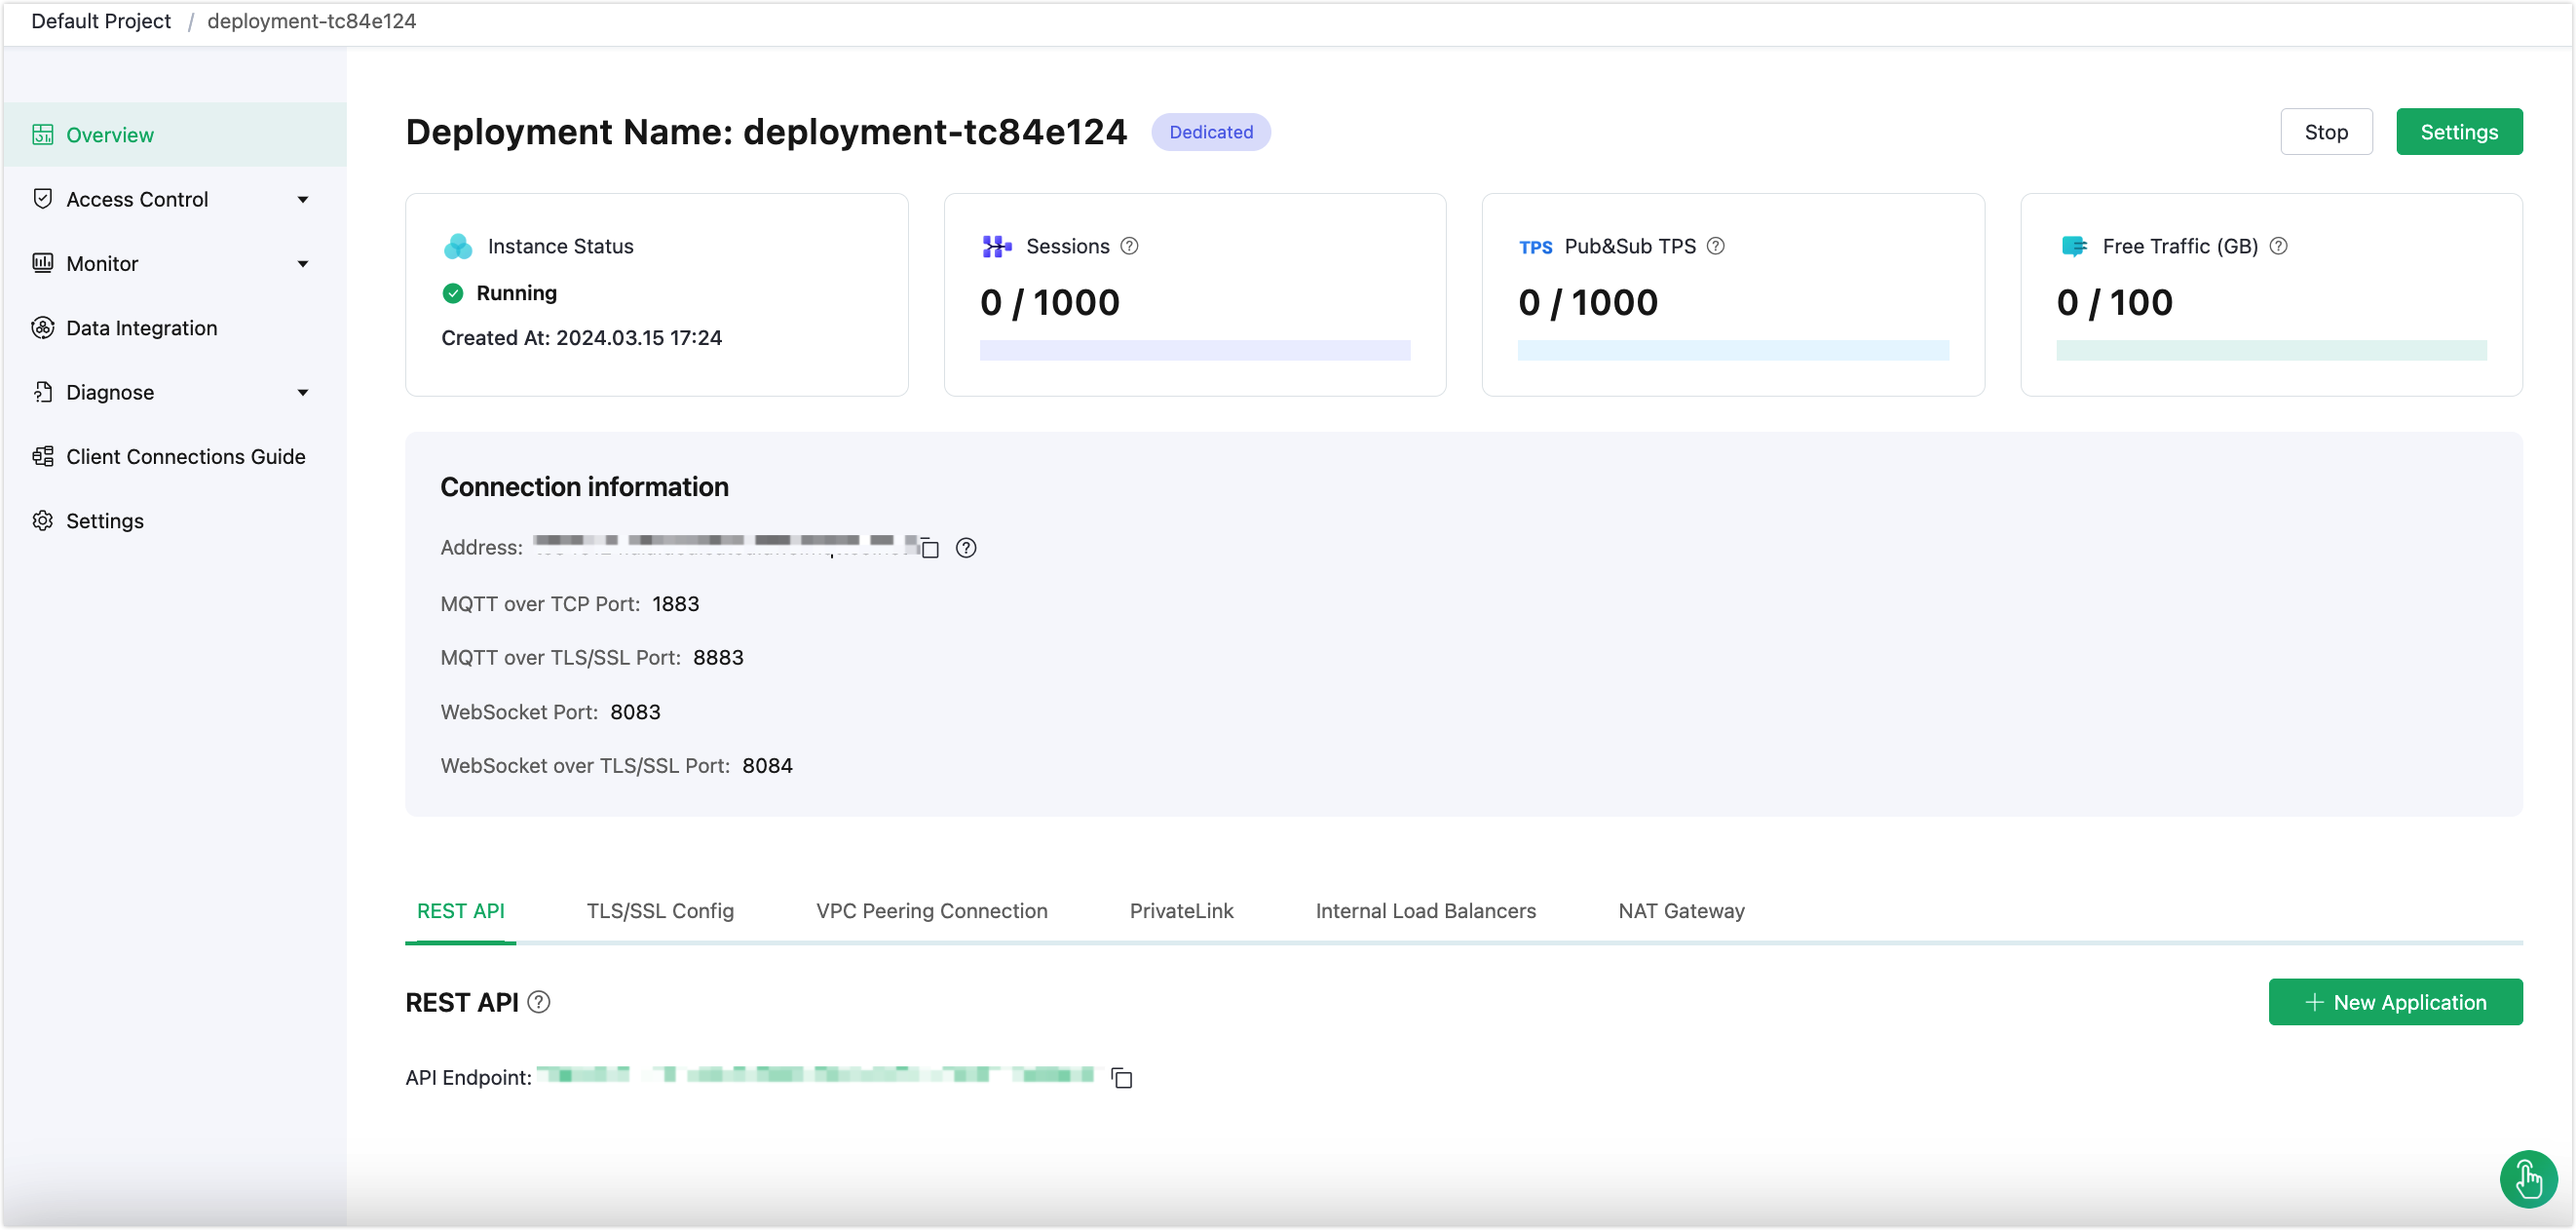 Default Project / deployment-tc84e124
Overview
Access Control
Monitor
Data Integration
Diagnose
Client Connections Guide
Settings
Deployment Name: deployment-tc84e124 Dedicated
Stop Settings
Instance Status
Running
Created At: 2024.03.15 17:24
Sessions
0 / 1000
TPS Pub&Sub TPS
0 / 1000
Free Traffic (GB)
0 / 100
Connection information
Address:
MQTT over TCP Port: 1883
MQTT over TLS/SSL Port: 8883
WebSocket Port: 8083
WebSocket over TLS/SSL Port: 8084
REST API TLS/SSL Config VPC Peering Connection PrivateLink Internal Load Balancers NAT Gateway
REST API
New Application
API Endpoint: